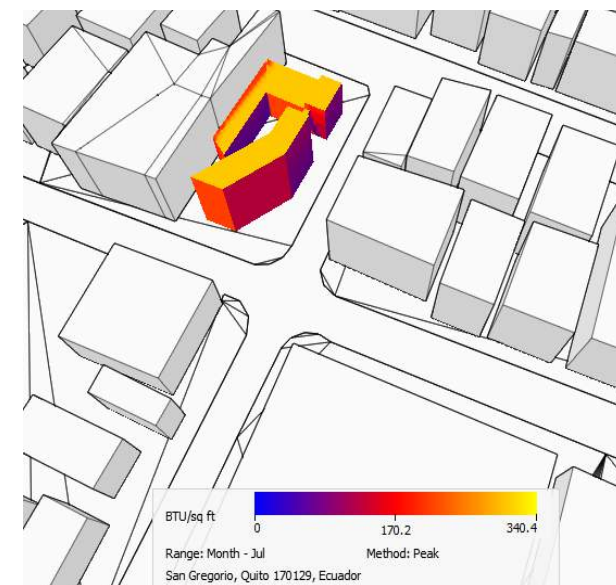 BTU/sq ft
0 170.2 340.4
Range: Month - Jul Method: Peak
San Gregorio, Quito 170129, Ecuador